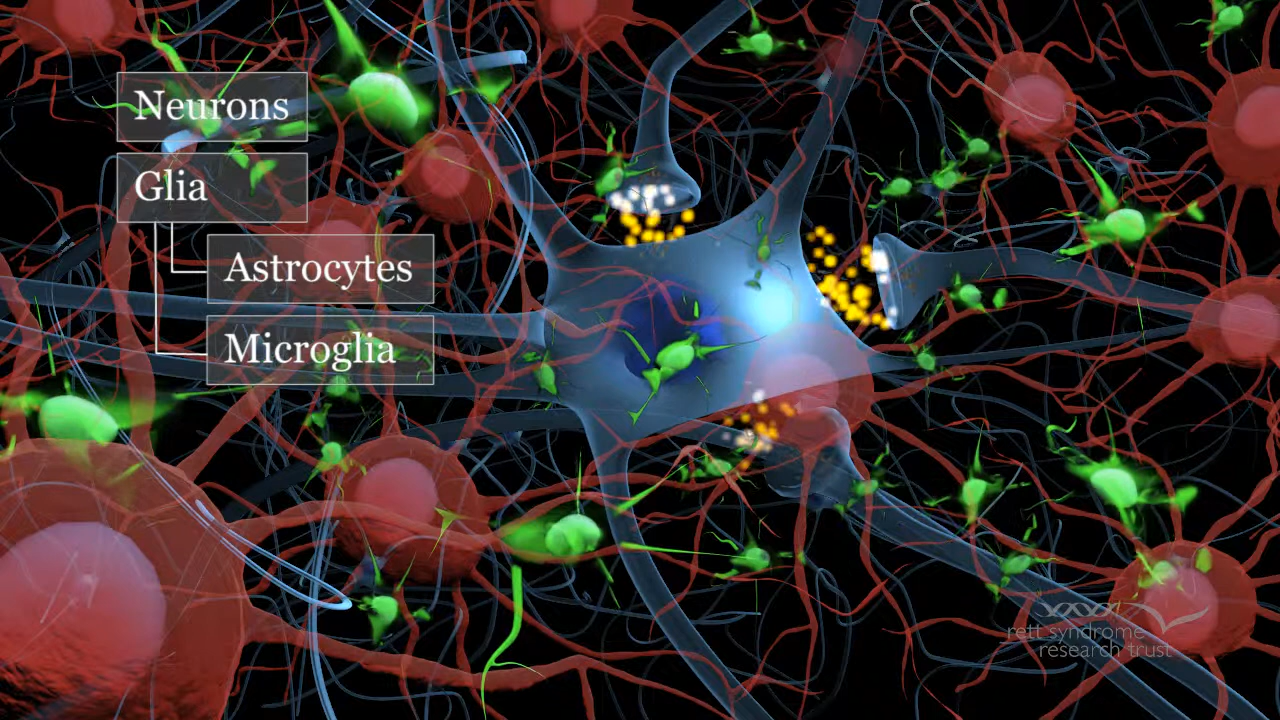 Neurons
Glia
Astrocytes
Microglia
rett syndrome
research trust